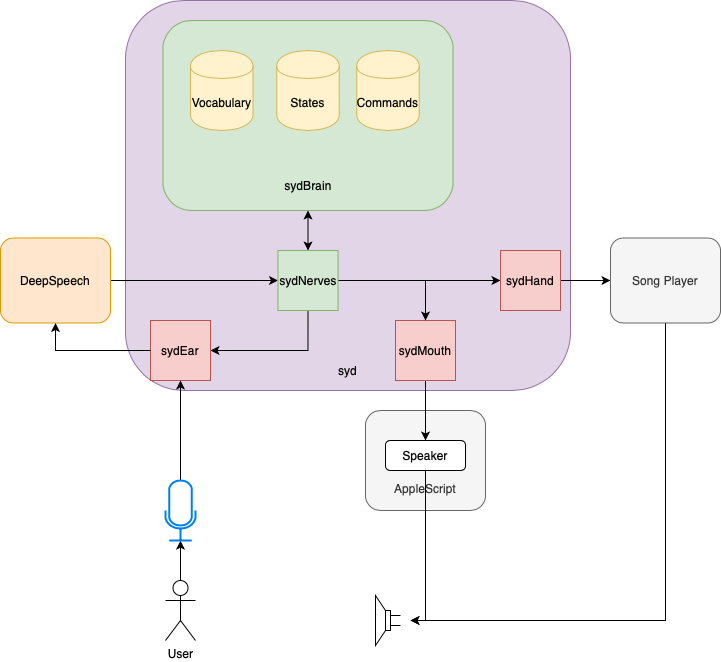 Vocabulary
States
Commands
sydBrain
DeepSpeech
sydNerves
sydHand
Song Player
sydEar
sydMouth
syd
Speaker
AppleScript
User